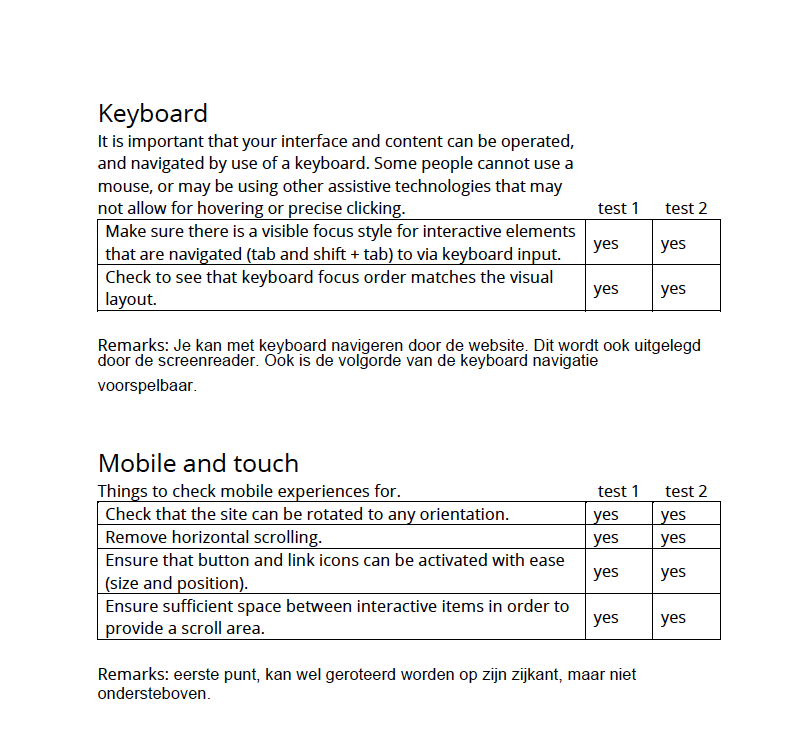 Keyboard
It is important that your interface and content can be operated,
and navigated by use of a keyboard. Some people cannot use a
mouse, or may be using other assistive technologies that may
not allow for hovering or precise clicking. test 1 test 2
Make sure there is a visible focus style for interactive elements
that are navigated (tab and shift + tab) to via keyboard input. yes yes
Check to see that keyboard focus order matches the visual
layout. yes yes
Remarks: Je kan met keyboard navigeren door de website. Dit wordt ook uitgelegd
door de screenreader. Ook is de volgorde van de keyboard navigatie
voorspelbaar.
Mobile and touch
Things to check mobile experiences for. test 1 test 2
Check that the site can be rotated to any orientation. yes yes
Remove horizontal scrolling. yes yes
Ensure that button and link icons can be activated with ease
(size and position). yes yes
Ensure sufficient space between interactive items in order to
provide a scroll area. yes yes
Remarks: eerste punt, kan wel geroteerd worden op zijn zijkant, maar niet
ondersteboven.